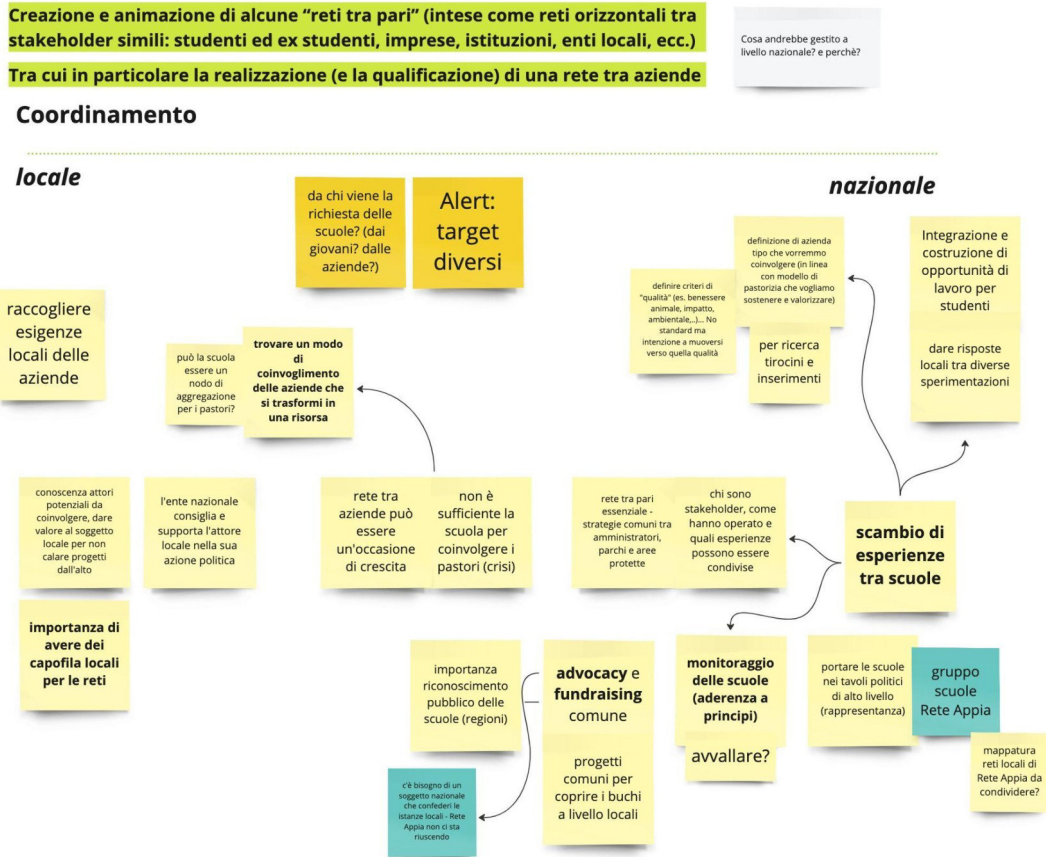 Creazione e animazione di alcune “reti tra pari” (intese come reti orizzontali tra
stakeholder simili: studenti ed ex studenti, imprese, istituzioni, enti locali, ecc.)
Tra cui in particolare la realizzazione (e la qualificazione) di una rete tra aziende
Cosa andrebbe gestito a
livello nazionale? e perchè?
Coordinamento
locale
nazionale
da chi viene la
richiesta delle
scuole? (dai
giovani? dalle
aziende?)
Alert:
target
diversi
raccogliere
esigenze
locali delle
aziende
può la scuola
essere un
nodo di
aggregazione
per i pastori?
trovare un modo
di
coinvoglimento
delle aziende che
si trasformi in
una risorsa
definire criteri di
"qualità" (es. benessere
animale, impatto,
ambientale,..)... No
standard ma
intenzione a muoversi
verso quella qualità
definizione di azienda
tipo che vorremmo
coinvolgere (in linea
con modello di
pastorizia che vogliamo
sostenere e valorizzare)
per ricerca
tirocini e
inserimenti
Integrazione e
costruzione di
opportunità di
lavoro per
studenti
dare risposte
locali tra diverse
sperimentazioni
conoscenza attori
potenziali da
coinvolgere, dare
valore al soggetto
locale per non
calare progetti
dall'alto
l'ente nazionale
consiglia e
supporta l'attore
locale nella sua
azione politica
rete tra
aziende può
essere
un'occasione
di crescita
non è
sufficiente la
scuola per
coinvolgere i
pastori (crisi)
rete tra pari
essenziale -
strategie comuni tra
amministratori,
parchi e aree
protette
chi sono
stakeholder, come
hanno operato e
quali esperienze
possono essere
condivise
scambio di
esperienze
tra scuole
importanza di
avere dei
capofila locali
per le reti
importanza
riconoscimento
pubblico delle
scuole (regioni)
advocacy e
fundraising
comune
monitoraggio
delle scuole
(aderenza a
principi)
portare le scuole
nei tavoli politici
di alto livello
(rappresentanza)
gruppo
scuole
Rete Appia
c'è bisogno di un
soggetto nazionale
che confederi le
istanze locali - Rete
Appia non ci sta
riuscendo
progetti
comuni per
coprire i buchi
a livello locali
avvallare?
mappatura
reti locali di
Rete Appia da
condividere?